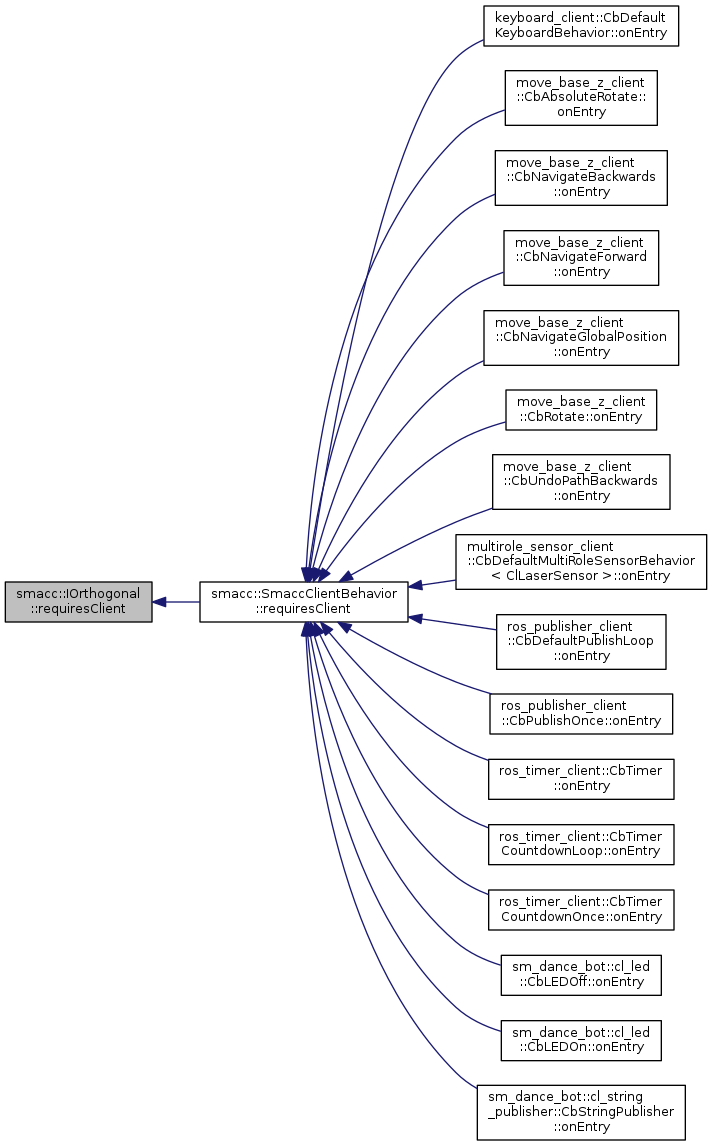 keyboard_client::CbDefault
KeyboardBehavior::onEntry
move_base_z_client
::CbAbsoluteRotate::
onEntry
move_base_z_client
::CbNavigateBackwards
::onEntry
move_base_z_client
::CbNavigateForward
::onEntry
move_base_z_client
::CbNavigateGlobalPosition
::onEntry
move_base_z_client
::CbRotate::onEntry
move_base_z_client
::CbUndoPathBackwards
::onEntry
multirole_sensor_client
::CbDefaultMultiRoleSensorBehavior
< ClLaserSensor >::onEntry
smacc::IOrthogonal
::requiresClient
smacc::SmaccClientBehavior
::requiresClient
ros_publisher_client
::CbDefaultPublishLoop
::onEntry
ros_publisher_client
::CbPublishOnce::onEntry
ros_timer_client::CbTimer
::onEntry
ros_timer_client::CbTimer
CountdownLoop::onEntry
ros_timer_client::CbTimer
CountdownOnce::onEntry
sm_dance_bot::cl_led
::CbLEDOff::onEntry
sm_dance_bot::cl_led
::CbLEDOn::onEntry
sm_dance_bot::cl_string
_publisher::CbStringPublisher
::onEntry